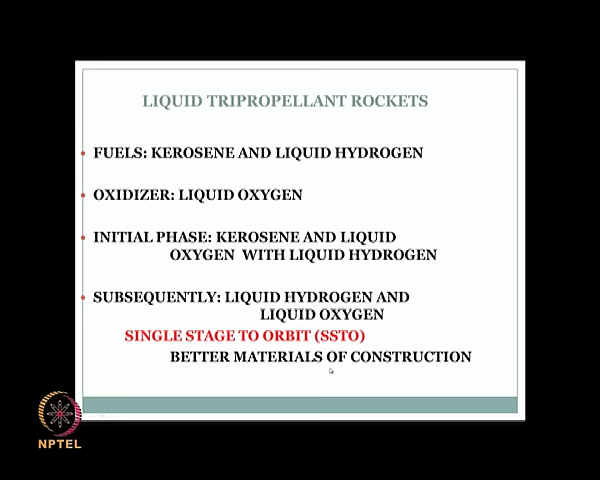 LIQUID TRIPROPELLANT ROCKETS
• FUELS: KEROSENE AND LIQUID HYDROGEN
• OXIDIZER: LIQUID OXYGEN
• INITIAL PHASE: KEROSENE AND LIQUID
OXYGEN WITH LIQUID HYDROGEN
• SUBSEQUENTLY: LIQUID HYDROGEN AND
LIQUID OXYGEN
SINGLE STAGE TO ORBIT (SSTO)
BETTER MATERIALS OF CONSTRUCTION
NPTEL